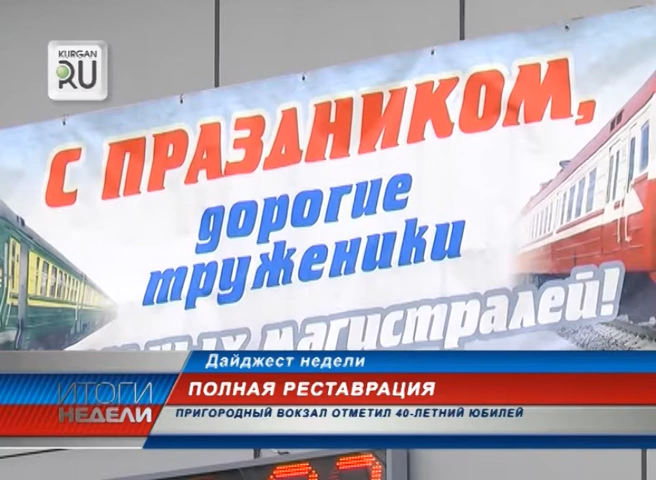 KURGAN
RU
С ПРАЗДНИКОМ,
дорогие
труженики
магистралей!
Дайджест недели
ИТОГИ
НЕДЕЛИ
ПОЛНАЯ РЕСТАВРАЦИЯ
ПРИГОРОДНЫЙ ВОКЗАЛ ОТМЕТИЛ 40-ЛЕТНИЙ ЮБИЛЕЙ